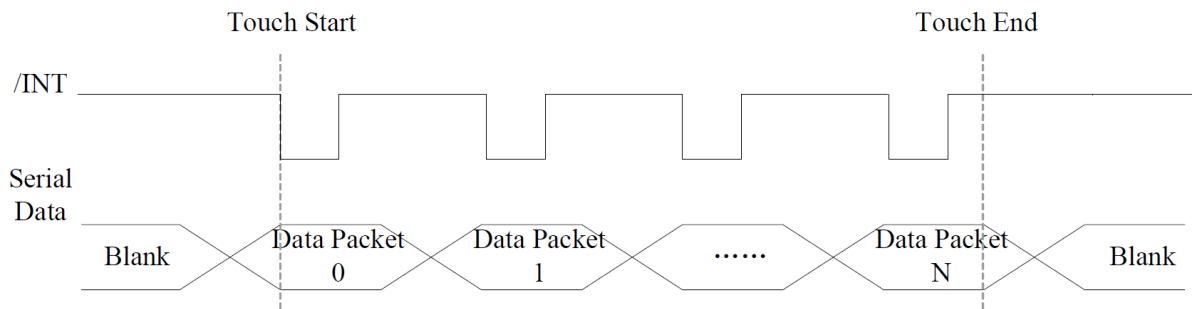 Touch Start
Touch End
/INT
Serial
Data
Blank
Data Packet
0
Data Packet
1
......
Data Packet
N
Blank